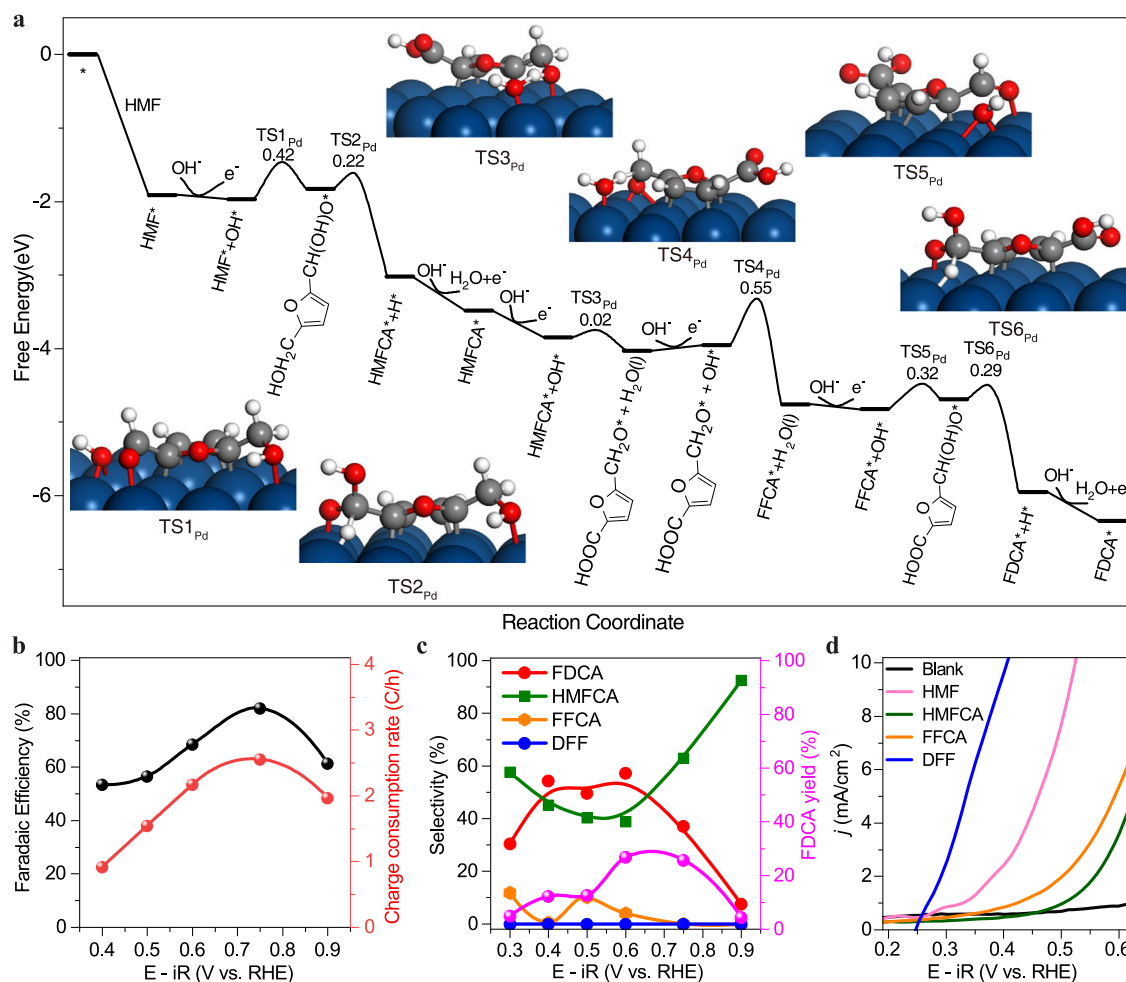 a
Free Energy(eV)
0
-2
-4
-6
*
HMF
HMF*
OH⁻
e⁻
HMF*+OH*
TS1Pd
0.42
HOH₂C
CH(OH)O*
TS2Pd
0.22
HMFCA*+H*
OH⁻
H₂O+e⁻
HMFCA*
OH⁻
e⁻
HMFCA*+OH*
TS3Pd
0.02
HOOC
CH₂O* + H₂O(l)
OH⁻
e⁻
HOOC
CH₂O* + OH*
TS4Pd
0.55
FFCA*+H₂O(l)
OH⁻
e⁻
FFCA*+OH*
TS5Pd
0.32
HOOC
CH(OH)O*
TS6Pd
0.29
FDCA*+H*
OH⁻
H₂O+e
FDCA*
TS3Pd
TS5Pd
TS4Pd
TS6Pd
TS1Pd
TS2Pd
Reaction Coordinate
b
Faradaic Efficiency (%)
100
80
60
40
20
0
0.4 0.5 0.6 0.7 0.8 0.9
E - iR (V vs. RHE)
4
3
2
1
0
Charge consumption rate (C/h)
c
Selectivity (%)
100
80
60
40
20
0
FDCA
HMFCA
FFCA
DFF
0.3 0.4 0.5 0.6 0.7 0.8 0.9
E - iR (V vs. RHE)
100
80
60
40
20
0
FDCA yield (%)
d
j (mA/cm²)
10
8
6
4
2
0
Blank
HMF
HMFCA
FFCA
DFF
0.2 0.3 0.4 0.5 0.6
E - iR (V vs. RHE)